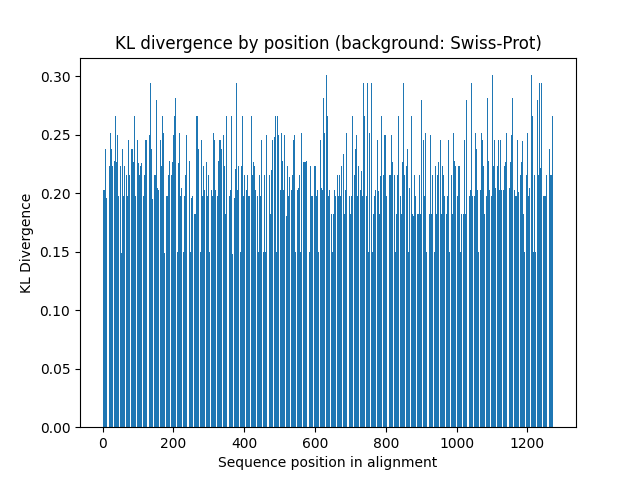 KL divergence by position (background: Swiss-Prot)
0.30
0.25
0.20
0.15
0.10
0.05
0.00
KL Divergence
0 200 400 600 800 1000 1200
Sequence position in alignment